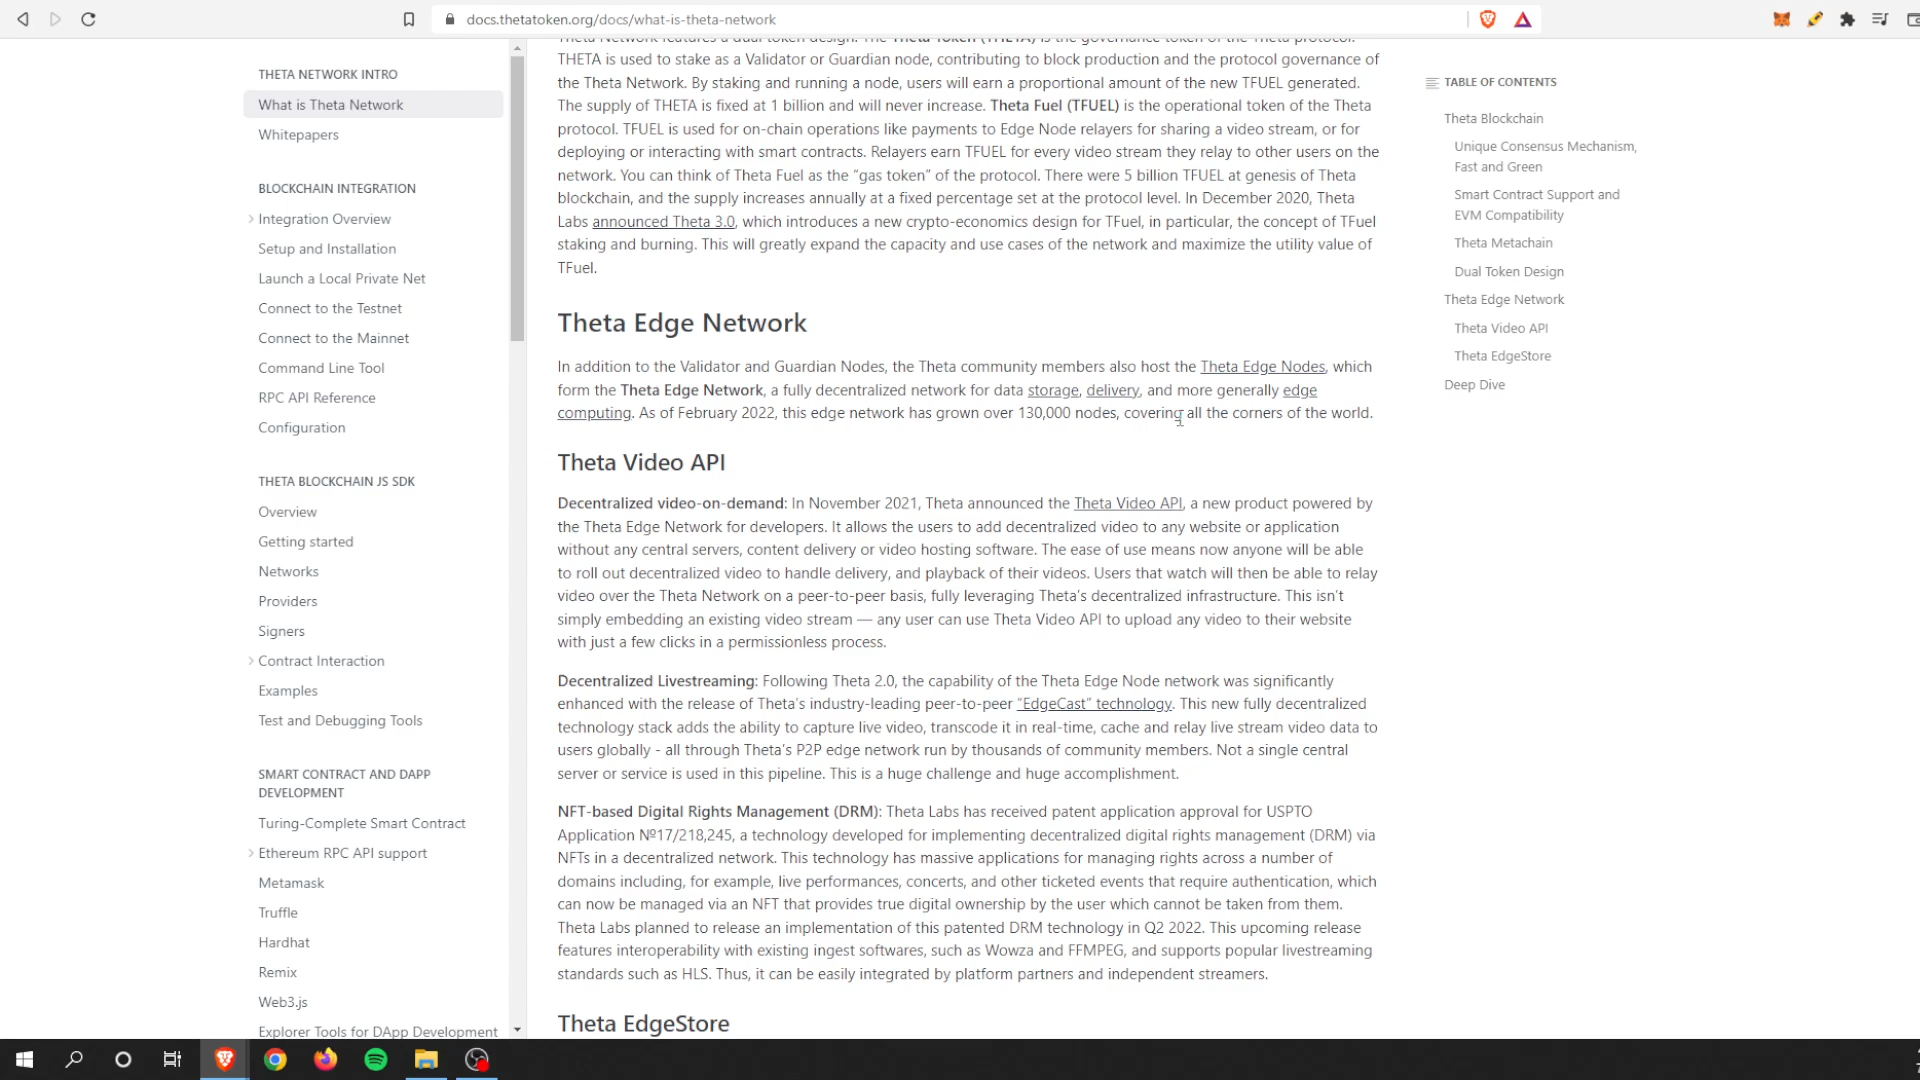 docs.thetatoken.org/docs/what-is-theta-network
THETA NETWORK INTRO
What is Theta Network
Whitepapers
BLOCKCHAIN INTEGRATION
Integration Overview
Setup and Installation
Launch a Local Private Net
Connect to the Testnet
Connect to the Mainnet
Command Line Tool
RPC API Reference
Configuration
THETA BLOCKCHAIN JS SDK
Overview
Getting started
Networks
Providers
Signers
Contract Interaction
Examples
Test and Debugging Tools
SMART CONTRACT AND DAPP
DEVELOPMENT
Turing-Complete Smart Contract
Ethereum RPC API support
Metamask
Truffle
Hardhat
Remix
Web3.js
Explorer Tools for DApp Development
Theta Network features a dual token design. The Theta Token (THETA) is the governance token of the Theta protocol.
THETA is used to stake as a Validator or Guardian node, contributing to block production and the protocol governance of
the Theta Network. By staking and running a node, users will earn a proportional amount of the new TFUEL generated.
The supply of THETA is fixed at 1 billion and will never increase. Theta Fuel (TFUEL) is the operational token of the Theta
protocol. TFUEL is used for on-chain operations like payments to Edge Node relayers for sharing a video stream, or for
deploying or interacting with smart contracts. Relayers earn TFUEL for every video stream they relay to other users on the
network. You can think of Theta Fuel as the “gas token” of the protocol. There were 5 billion TFUEL at genesis of Theta
blockchain, and the supply increases annually at a fixed percentage set at the protocol level. In December 2020, Theta
Labs announced Theta 3.0, which introduces a new crypto-economics design for TFuel, in particular, the concept of TFuel
staking and burning. This will greatly expand the capacity and use cases of the network and maximize the utility value of
TFuel.
Theta Edge Network
In addition to the Validator and Guardian Nodes, the Theta community members also host the Theta Edge Nodes, which
form the Theta Edge Network, a fully decentralized network for data storage, delivery, and more generally edge
computing. As of February 2022, this edge network has grown over 130,000 nodes, covering all the corners of the world.
Theta Video API
Decentralized video-on-demand: In November 2021, Theta announced the Theta Video API, a new product powered by
the Theta Edge Network for developers. It allows the users to add decentralized video to any website or application
without any central servers, content delivery or video hosting software. The ease of use means now anyone will be able
to roll out decentralized video to handle delivery, and playback of their videos. Users that watch will then be able to relay
video over the Theta Network on a peer-to-peer basis, fully leveraging Theta’s decentralized infrastructure. This isn’t
simply embedding an existing video stream — any user can use Theta Video API to upload any video to their website
with just a few clicks in a permissionless process.
Decentralized Livestreaming: Following Theta 2.0, the capability of the Theta Edge Node network was significantly
enhanced with the release of Theta’s industry-leading peer-to-peer “EdgeCast” technology. This new fully decentralized
technology stack adds the ability to capture live video, transcode it in real-time, cache and relay live stream video data to
users globally - all through Theta’s P2P edge network run by thousands of community members. Not a single central
server or service is used in this pipeline. This is a huge challenge and huge accomplishment.
NFT-based Digital Rights Management (DRM): Theta Labs has received patent application approval for USPTO
Application №17/218,245, a technology developed for implementing decentralized digital rights management (DRM) via
NFTs in a decentralized network. This technology has massive applications for managing rights across a number of
domains including, for example, live performances, concerts, and other ticketed events that require authentication, which
can now be managed via an NFT that provides true digital ownership by the user which cannot be taken from them.
Theta Labs planned to release an implementation of this patented DRM technology in Q2 2022. This upcoming release
features interoperability with existing ingest softwares, such as Wowza and FFMPEG, and supports popular livestreaming
standards such as HLS. Thus, it can be easily integrated by platform partners and independent streamers.
Theta EdgeStore
TABLE OF CONTENTS
Theta Blockchain
Unique Consensus Mechanism,
Fast and Green
Smart Contract Support and
EVM Compatibility
Theta Metachain
Dual Token Design
Theta Edge Network
Theta Video API
Theta EdgeStore
Deep Dive